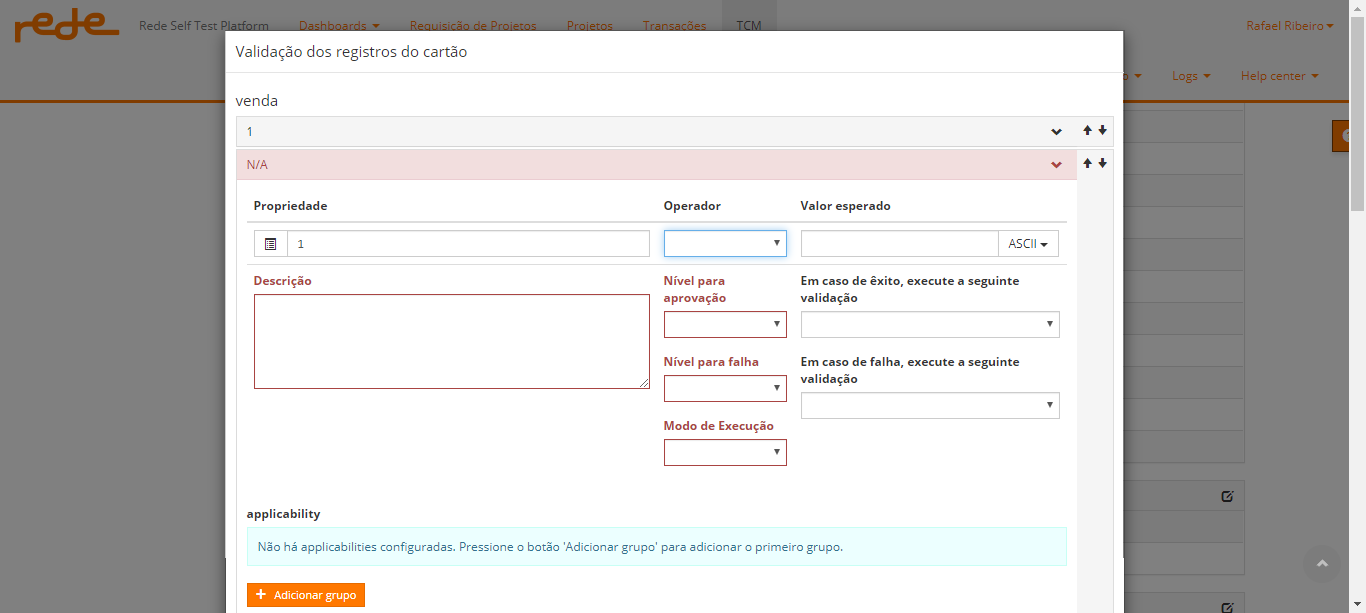 rede Rede Self Test Platform Dashboards Requisição de Projetos Projetos Transações TCM Rafael Ribeiro
Validação dos registros do cartão
Logs Help center
venda
1
N/A
Propriedade Operador Valor esperado
1 ASCII
Descrição Nível para aprovação Em caso de êxito, execute a seguinte validação
Nível para falha Em caso de falha, execute a seguinte validação
Modo de Execução
applicability
Não há applicabilities configuradas. Pressione o botão 'Adicionar grupo' para adicionar o primeiro grupo.
+ Adicionar grupo